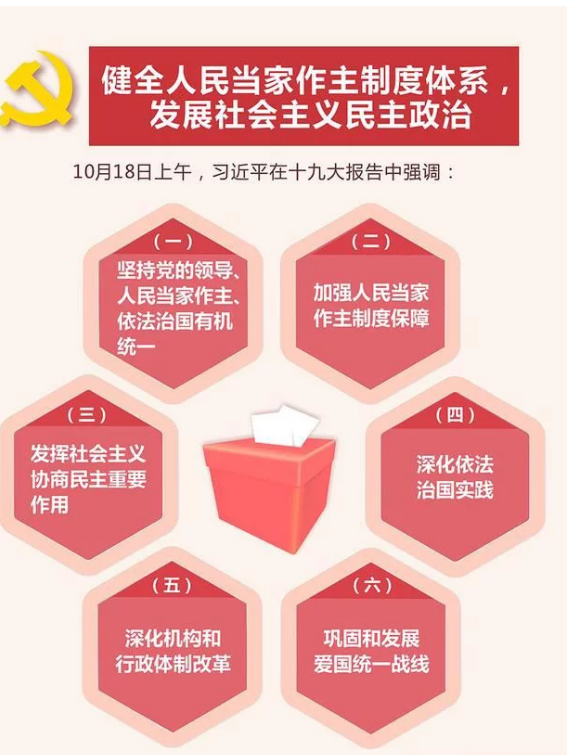 健全人民当家作主制度体系，
发展社会主义民主政治
10月18日上午，习近平在十九大报告中强调：
（一）
坚持党的领导、
人民当家作主、
依法治国有机
统一
（二）
加强人民当家
作主制度保障
（三）
发挥社会主义
协商民主重要
作用
（四）
深化依法
治国实践
（五）
深化机构和
行政体制改革
（六）
巩固和发展
爱国统一战线